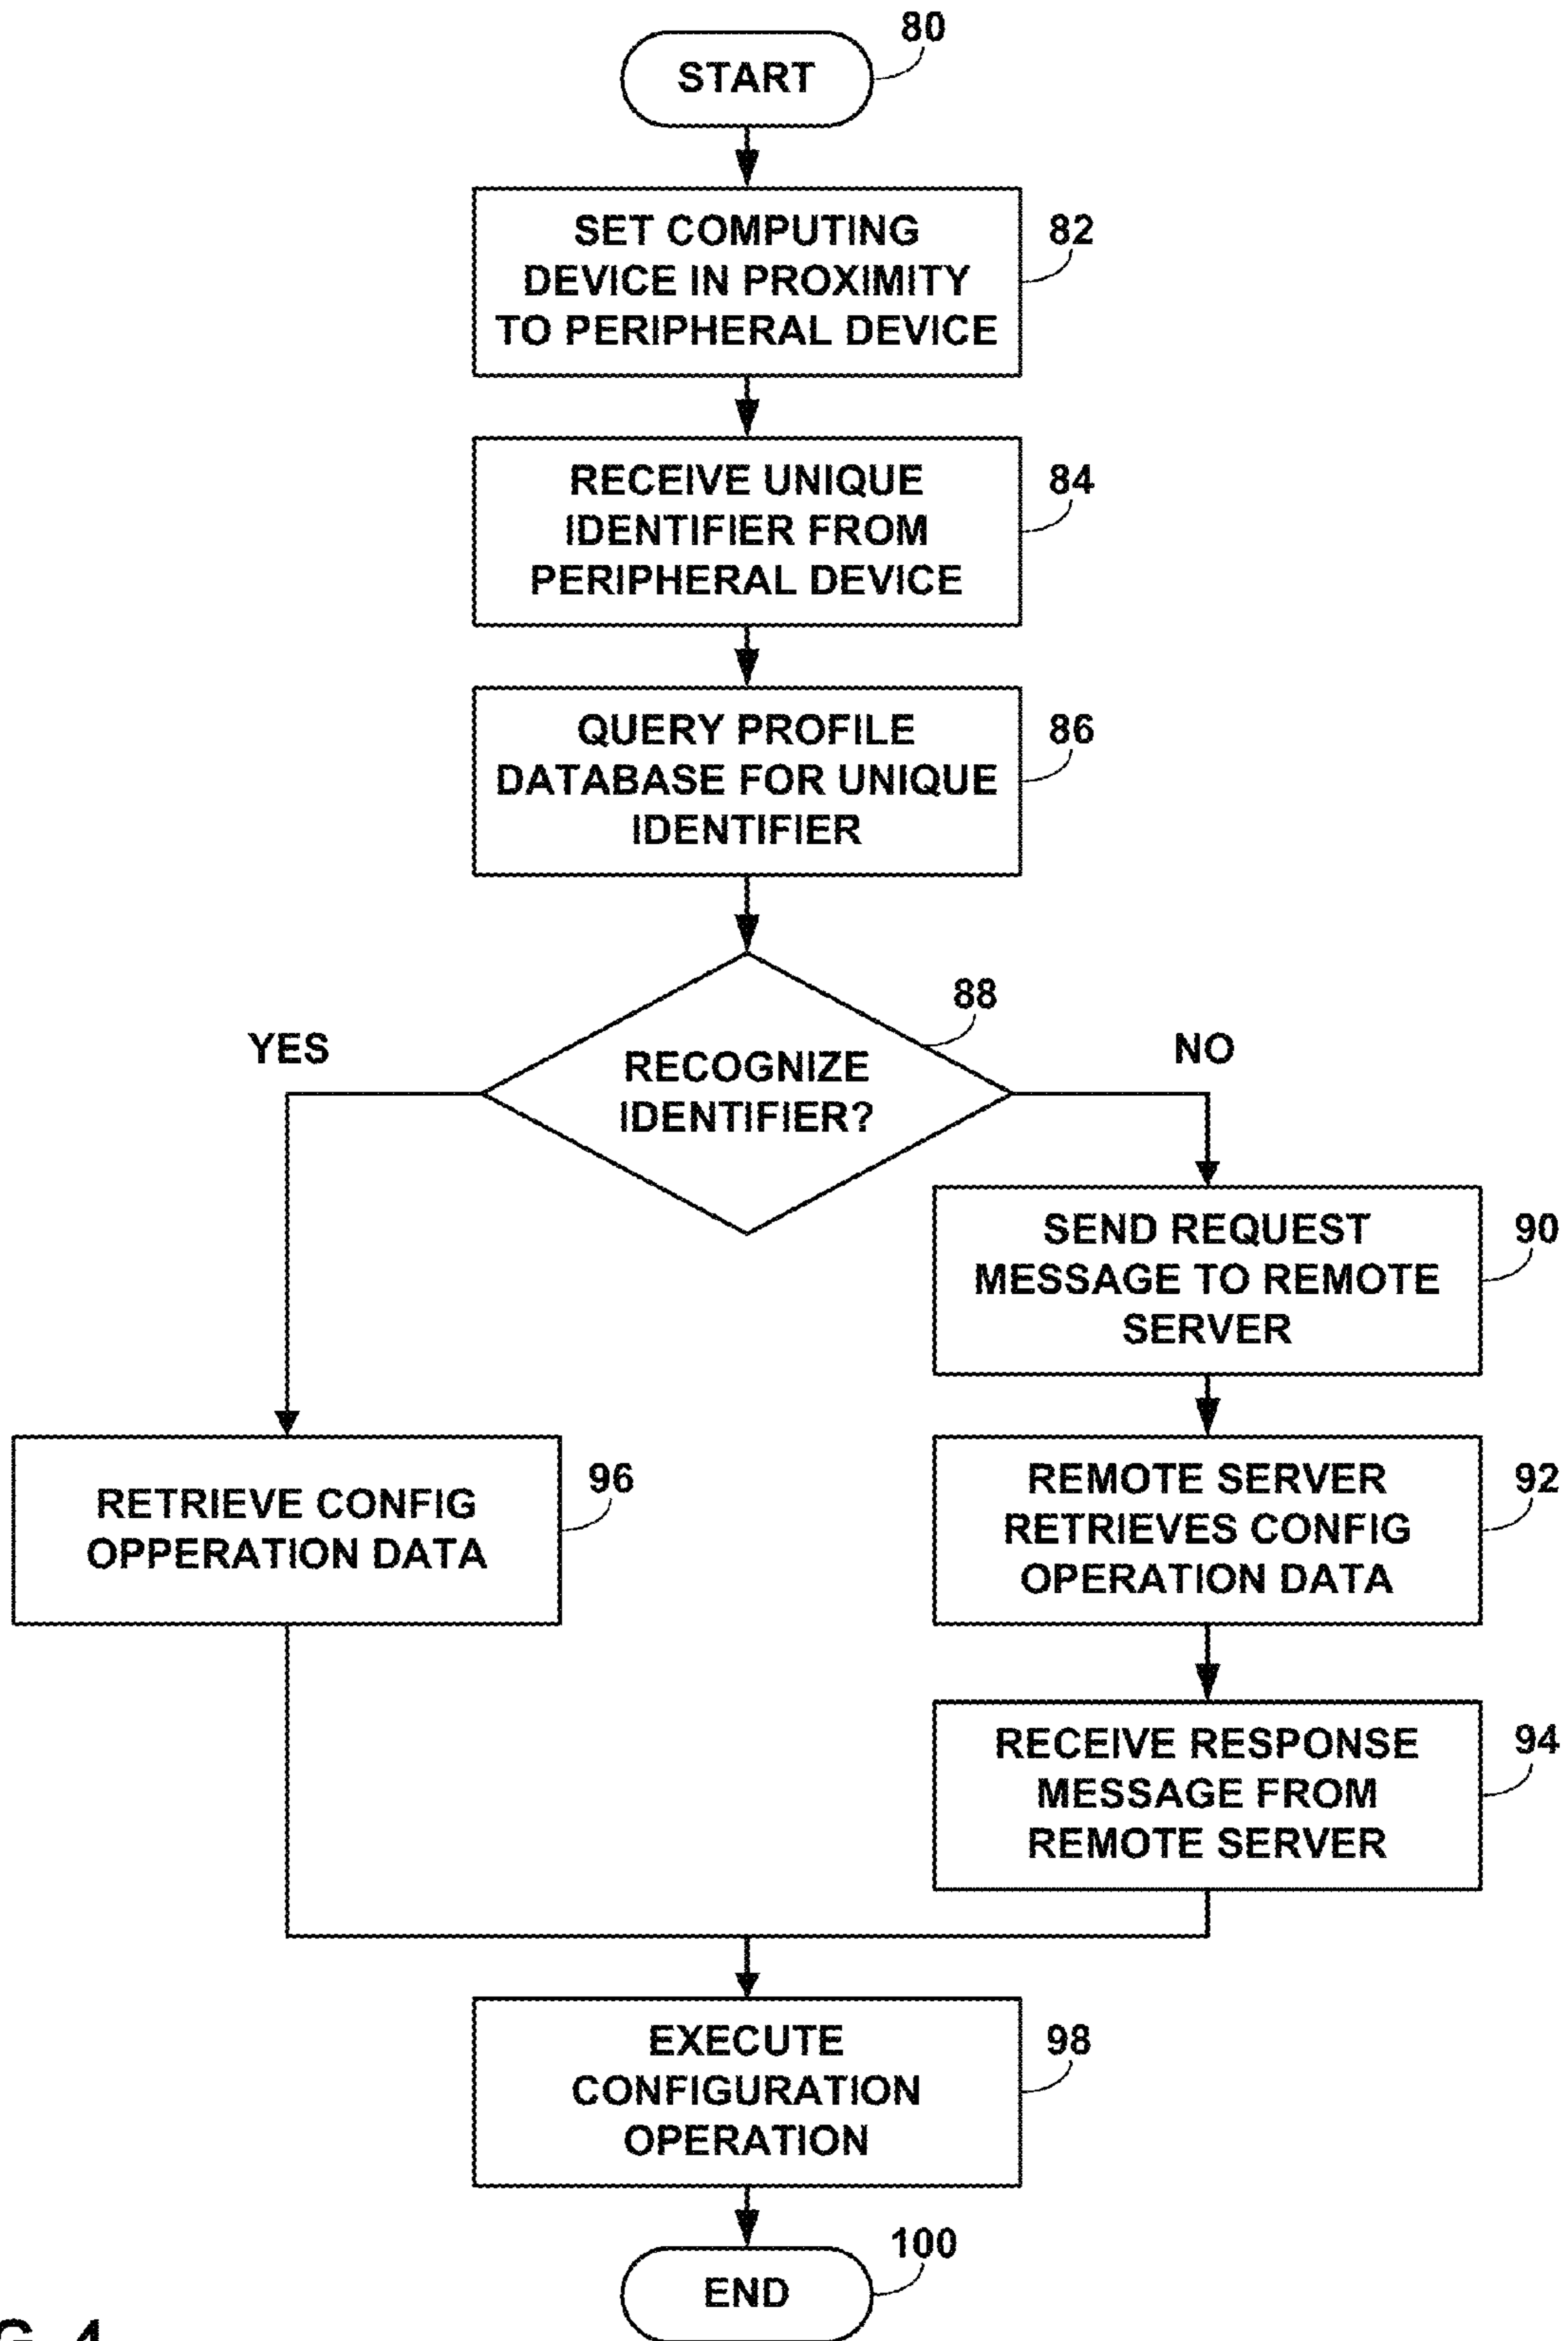 80
START
SET COMPUTING
DEVICE IN PROXIMITY
TO PERIPHERAL DEVICE
82
RECEIVE UNIQUE
IDENTIFIER FROM
PERIPHERAL DEVICE
84
QUERY PROFILE
DATABASE FOR UNIQUE
IDENTIFIER
86
88
YES
RECOGNIZE
IDENTIFIER?
NO
SEND REQUEST
MESSAGE TO REMOTE
SERVER
90
RETRIEVE CONFIG
OPPERATION DATA
96
REMOTE SERVER
RETRIEVES CONFIG
OPERATION DATA
92
RECEIVE RESPONSE
MESSAGE FROM
REMOTE SERVER
94
EXECUTE
CONFIGURATION
OPERATION
98
100
END